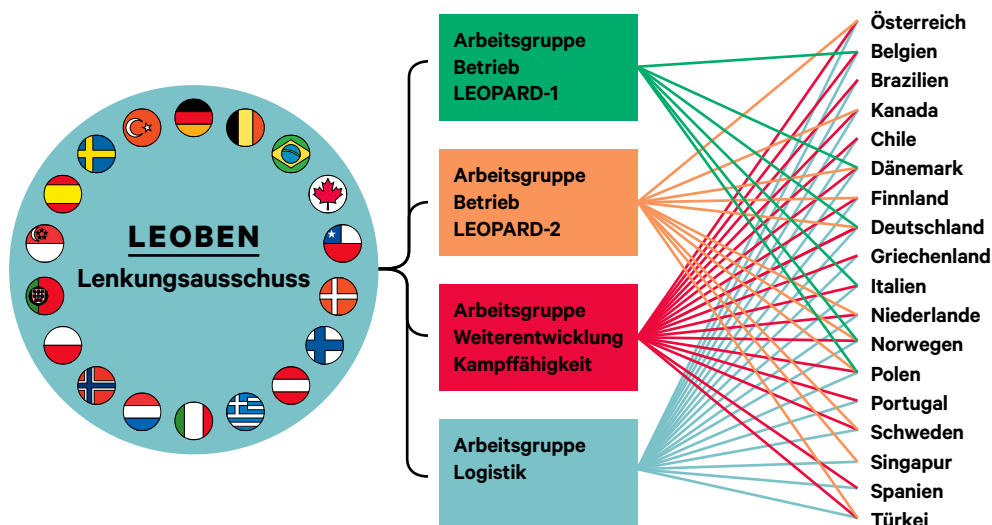 LEOBEN
Lenkungsausschuss
Arbeitsgruppe
Betrieb
LEOPARD-1
Arbeitsgruppe
Betrieb
LEOPARD-2
Arbeitsgruppe
Weiterentwicklung
Kampffähigkeit
Arbeitsgruppe
Logistik
Österreich
Belgien
Brazilien
Kanada
Chile
Dänemark
Finnland
Deutschland
Griechenland
Italien
Niederlande
Norwegen
Polen
Portugal
Schweden
Singapur
Spanien
Türkei